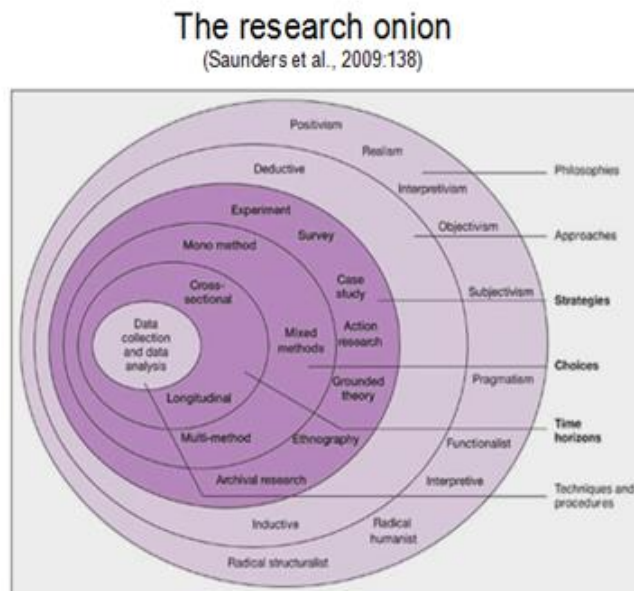 The research onion
(Saunders et al., 2009:138)
Positivism
Realism
Deductive
Interpretivism
Philosophies
Experiment
Objectivism
Approaches
Survey
Mono method
Cross-
sectional
Case
study
Subjectivism
Strategies
Data
collection
and data
analysis
Mixed
methods
Action
research
Choices
Grounded
theory
Pragmatism
Longitudinal
Time
horizons
Multi-method
Ethnography
Functionalist
Archival research
Interpretive
Techniques and
procedures
Inductive
Radical
humanist
Radical structuralist